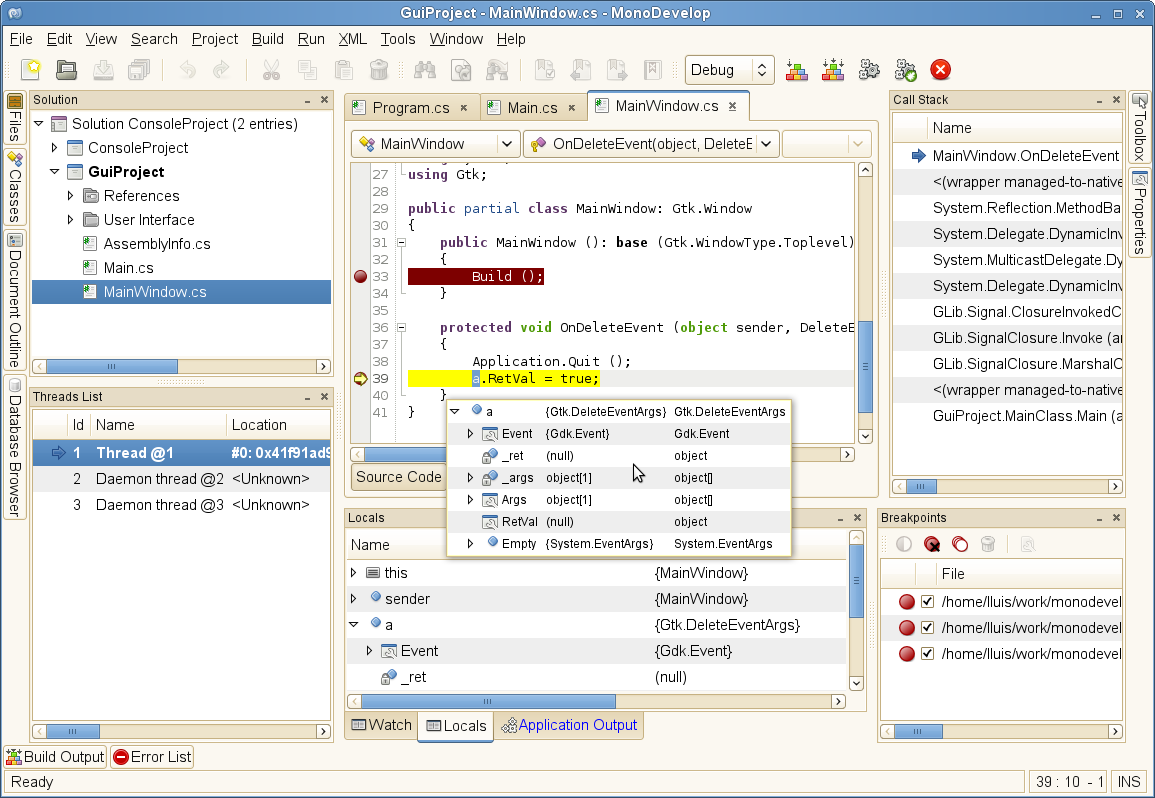 GuiProject - MainWindow.cs - MonoDevelop
File Edit View Search Project Build Run XML Tools Window Help
Debug
Files
Classes
Document Outline
Database Browser
Solution
Solution ConsoleProject (2 entries)
ConsoleProject
GuiProject
References
User Interface
AssemblyInfo.cs
Main.cs
MainWindow.cs
Threads List
Id Name Location
1 Thread @1 #0: 0x41f91ad9
2 Daemon thread @2 <Unknown>
3 Daemon thread @3 <Unknown>
Program.cs Main.cs MainWindow.cs
MainWindow OnDeleteEvent(object, DeleteE
27 using Gtk;
28
29 public partial class MainWindow: Gtk.Window
30 {
31 public MainWindow (): base (Gtk.WindowType.Toplevel)
32 {
33 Build ();
34 }
35
36 protected void OnDeleteEvent (object sender, DeleteE
37 {
38 Application.Quit ();
39 a.RetVal = true;
40 }
41 }
a {Gtk.DeleteEventArgs} Gtk.DeleteEventArgs
Event {Gdk.Event} Gdk.Event
_ret (null) object
_args object[1] object[]
Args object[1] object[]
RetVal (null) object
Empty {System.EventArgs} System.EventArgs
Source Code
Locals
Name
this {MainWindow}
sender {MainWindow}
a {Gtk.DeleteEventArgs}
Event {Gdk.Event}
_ret (null)
Watch Locals Application Output
Call Stack
Name
MainWindow.OnDeleteEvent
<(wrapper managed-to-native
System.Reflection.MethodBa
System.Delegate.DynamicInv
System.MulticastDelegate.Dy
System.Delegate.DynamicInv
GLib.Signal.ClosureInvokedC
GLib.SignalClosure.Invoke (ar
GLib.SignalClosure.MarshalC
<(wrapper managed-to-native
GuiProject.MainClass.Main (a
Breakpoints
File
/home/lluis/work/monodevel
/home/lluis/work/monodevel
/home/lluis/work/monodevel
Toolbox
Properties
Build Output Error List
Ready 39 : 10 - 1 INS